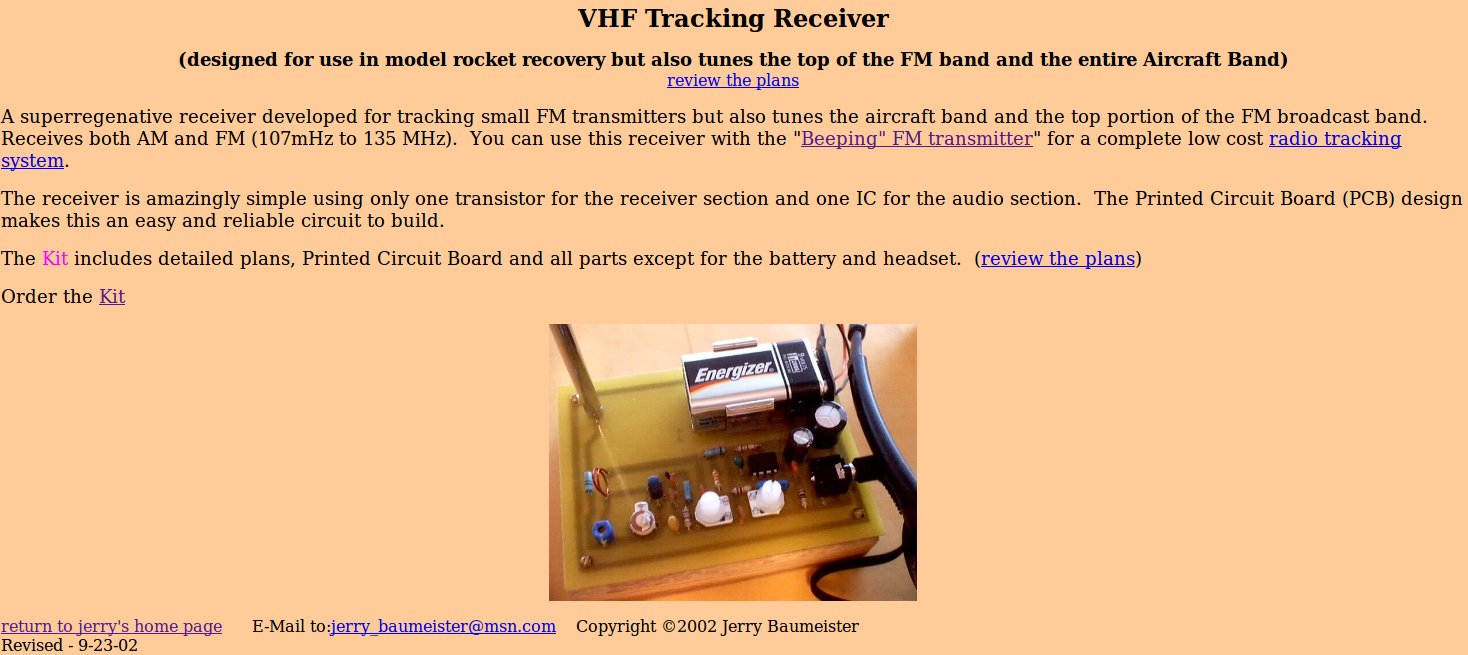 VHF Tracking Receiver
(designed for use in model rocket recovery but also tunes the top of the FM band and the entire Aircraft Band)
review the plans
A superregenative receiver developed for tracking small FM transmitters but also tunes the aircraft band and the top portion of the FM broadcast band.
Receives both AM and FM (107mHz to 135 MHz).  You can use this receiver with the "Beeping" FM transmitter" for a complete low cost radio tracking
system.
The receiver is amazingly simple using only one transistor for the receiver section and one IC for the audio section.  The Printed Circuit Board (PCB) design
makes this an easy and reliable circuit to build.
The Kit includes detailed plans, Printed Circuit Board and all parts except for the battery and headset.  (review the plans)
Order the Kit
Energizer
return to jerry's home page      E-Mail to:jerry_baumeister@msn.com     Copyright ©2002 Jerry Baumeister
Revised - 9-23-02